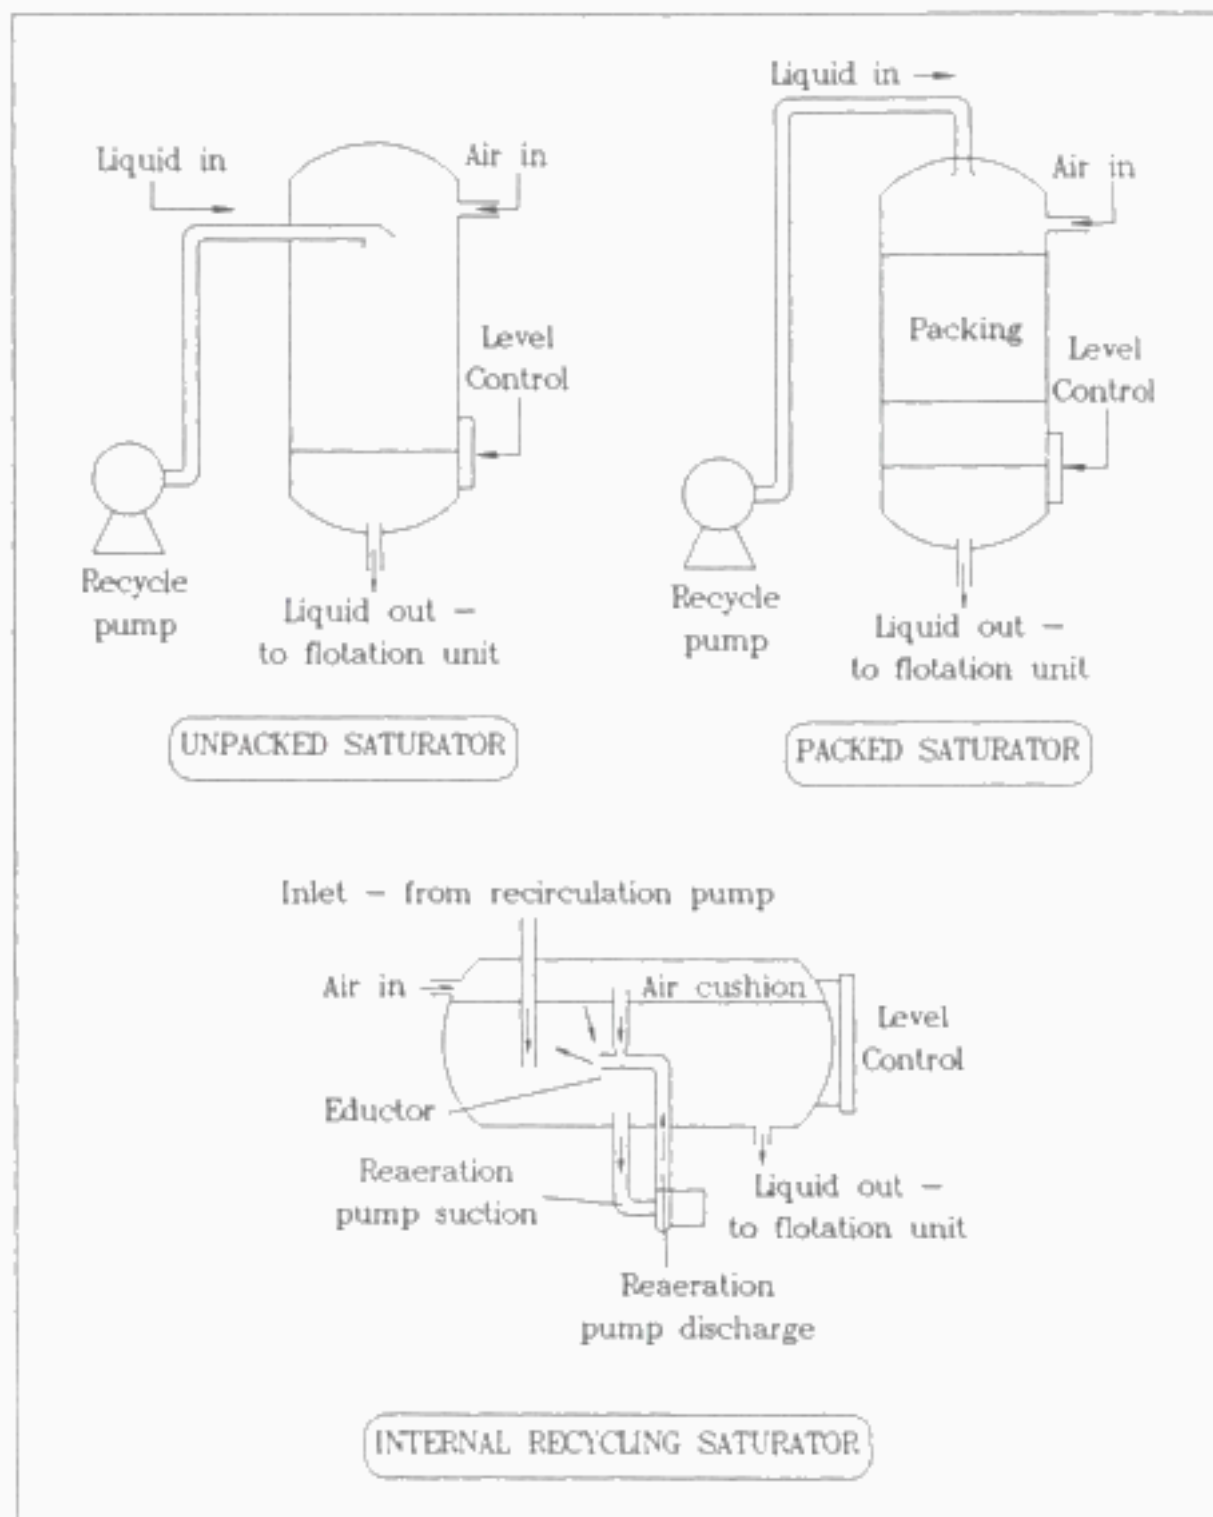 Liquid in
Air in
Level
Control
Recycle
pump
Liquid out –
to flotation unit
UNPACKED SATURATOR
Liquid in
Air in
Packing
Level
Control
Recycle
pump
Liquid out –
to flotation unit
PACKED SATURATOR
Inlet – from recirculation pump
Air in
Air cushion
Level
Control
Eductor
Reaeration
pump suction
Liquid out –
to flotation unit
Reaeration
pump discharge
INTERNAL RECYCLING SATURATOR